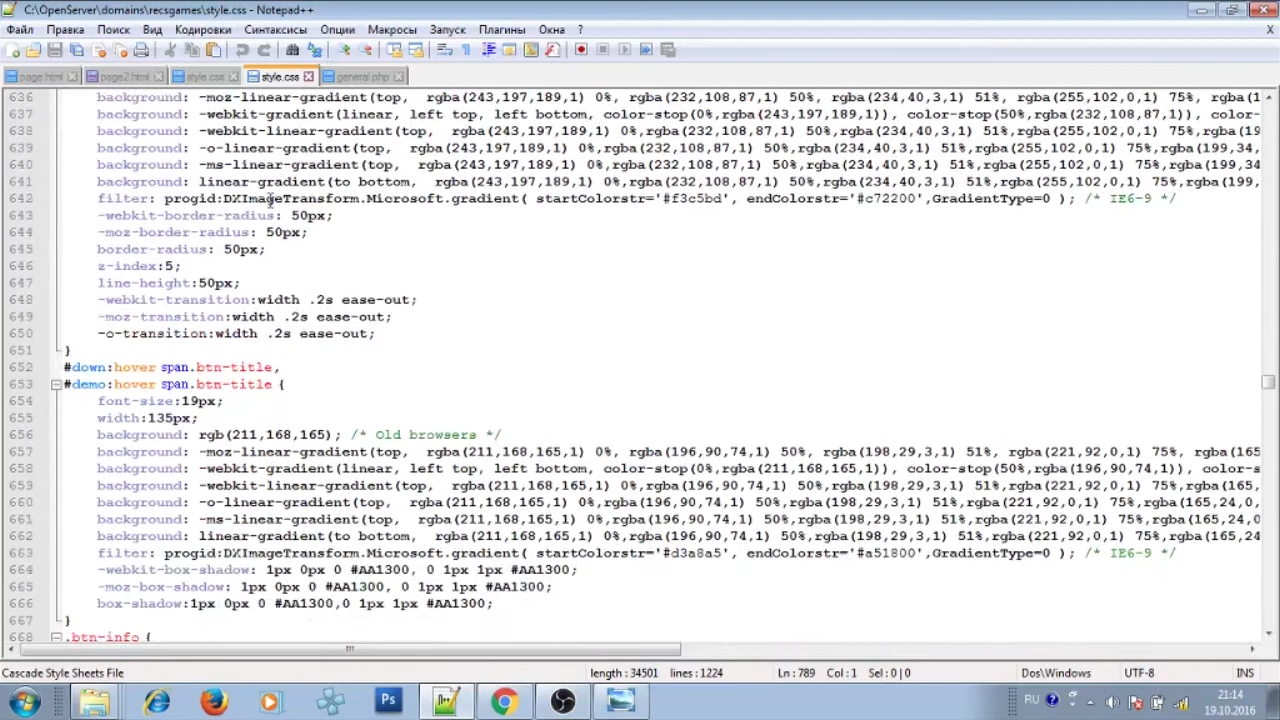 C:\OpenServer\domains\recsgames\style.css - Notepad++
Файл Правка Поиск Вид Кодировки Синтаксисы Опции Макросы Запуск Плагины Окна ? X
page.html page2.html style.css style.css general.php
636 background: -moz-linear-gradient(top, rgba(243,197,189,1) 0%, rgba(232,108,87,1) 50%, rgba(234,40,3,1) 51%, rgba(255,102,0,1) 75%, rgba(1
637 background: -webkit-gradient(linear, left top, left bottom, color-stop(0%,rgba(243,197,189,1)), color-stop(50%,rgba(232,108,87,1)), color-
638 background: -webkit-linear-gradient(top, rgba(243,197,189,1) 0%,rgba(232,108,87,1) 50%,rgba(234,40,3,1) 51%,rgba(255,102,0,1) 75%,rgba(19
639 background: -o-linear-gradient(top, rgba(243,197,189,1) 0%,rgba(232,108,87,1) 50%,rgba(234,40,3,1) 51%,rgba(255,102,0,1) 75%,rgba(199,34,
640 background: -ms-linear-gradient(top, rgba(243,197,189,1) 0%,rgba(232,108,87,1) 50%,rgba(234,40,3,1) 51%,rgba(255,102,0,1) 75%,rgba(199,34
641 background: linear-gradient(to bottom, rgba(243,197,189,1) 0%,rgba(232,108,87,1) 50%,rgba(234,40,3,1) 51%,rgba(255,102,0,1) 75%,rgba(199,
642 filter: progid:DXImageTransform.Microsoft.gradient( startColorstr='#f3c5bd', endColorstr='#c72200',GradientType=0 ); /* IE6-9 */
643 -webkit-border-radius: 50px;
644 -moz-border-radius: 50px;
645 border-radius: 50px;
646 z-index:5;
647 line-height:50px;
648 -webkit-transition:width .2s ease-out;
649 -moz-transition:width .2s ease-out;
650 -o-transition:width .2s ease-out;
651 }
652 #down:hover span.btn-title,
653 #demo:hover span.btn-title {
654 font-size:19px;
655 width:135px;
656 background: rgb(211,168,165); /* Old browsers */
657 background: -moz-linear-gradient(top, rgba(211,168,165,1) 0%, rgba(196,90,74,1) 50%, rgba(198,29,3,1) 51%, rgba(221,92,0,1) 75%, rgba(165
658 background: -webkit-gradient(linear, left top, left bottom, color-stop(0%,rgba(211,168,165,1)), color-stop(50%,rgba(196,90,74,1)), color-s
659 background: -webkit-linear-gradient(top, rgba(211,168,165,1) 0%,rgba(196,90,74,1) 50%,rgba(198,29,3,1) 51%,rgba(221,92,0,1) 75%,rgba(165,
660 background: -o-linear-gradient(top, rgba(211,168,165,1) 0%,rgba(196,90,74,1) 50%,rgba(198,29,3,1) 51%,rgba(221,92,0,1) 75%,rgba(165,24,0,
661 background: -ms-linear-gradient(top, rgba(211,168,165,1) 0%,rgba(196,90,74,1) 50%,rgba(198,29,3,1) 51%,rgba(221,92,0,1) 75%,rgba(165,24,0
662 background: linear-gradient(to bottom, rgba(211,168,165,1) 0%,rgba(196,90,74,1) 50%,rgba(198,29,3,1) 51%,rgba(221,92,0,1) 75%,rgba(165,24
663 filter: progid:DXImageTransform.Microsoft.gradient( startColorstr='#d3a8a5', endColorstr='#a51800',GradientType=0 ); /* IE6-9 */
664 -webkit-box-shadow: 1px 0px 0 #AA1300, 0 1px 1px #AA1300;
665 -moz-box-shadow: 1px 0px 0 #AA1300, 0 1px 1px #AA1300;
666 box-shadow:1px 0px 0 #AA1300,0 1px 1px #AA1300;
667 }
668 .btn-info {
Cascade Style Sheets File length : 34501 lines : 1224 Ln : 789 Col : 1 Sel : 0 | 0 Dos\Windows UTF-8 INS
Ps RU 21:14
19.10.2016